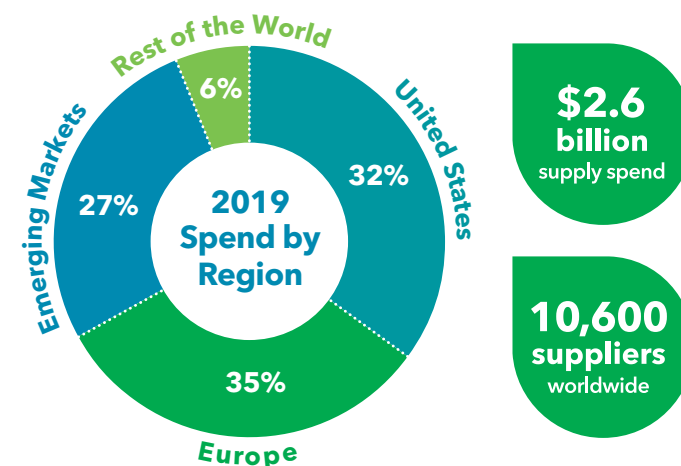 Rest of the World
6%
United States
32%
Emerging Markets
27%
2019
Spend by
Region
35%
Europe
$2.6
billion
supply spend
10,600
suppliers
worldwide